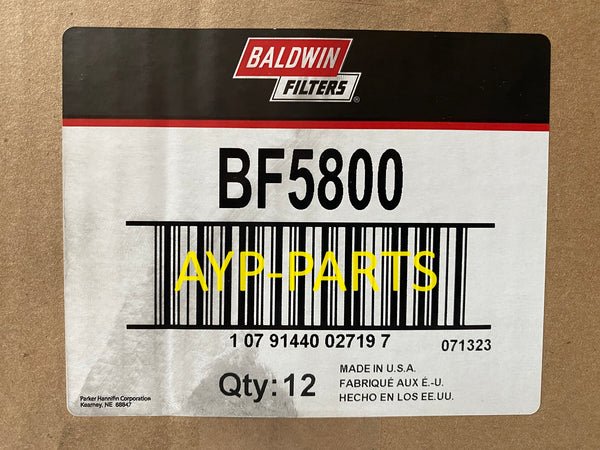 BALDWIN
FILTERS®
BF5800
AYP-PARTS
1 07 91440 02719 7
071323
Qty: 12
MADE IN U.S.A.
FABRIQUÉ AUX É.-U.
HECHO EN LOS EE.UU.
Parker Hannifin Corporation
Kearney, NE 68847